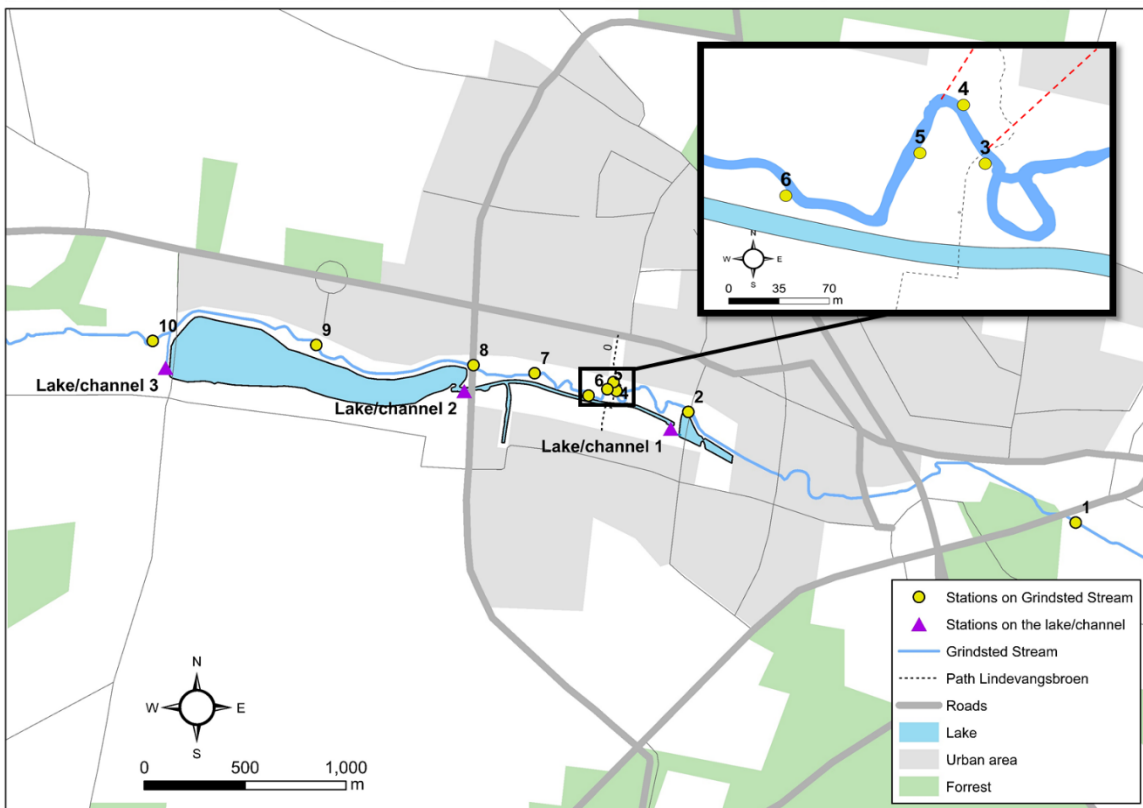 4
5
3
6
N
W E
S
0 35 70
m
10
9
8
7
0
6 5
4
2
1
Lake/channel 3
Lake/channel 2
Lake/channel 1
N
W E
S
0 500 1,000
m
Stations on Grindsted Stream
Stations on the lake/channel
Grindsted Stream
Path Lindevangsbroen
Roads
Lake
Urban area
Forrest